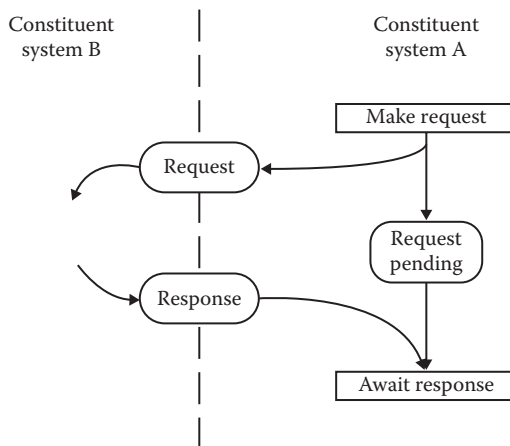 Constituent
system B
Constituent
system A
Make request
Request
Request
pending
Response
Await response